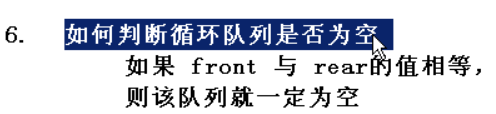 6. 如何判断循环队列是否为空
如果 front 与 rear的值相等，
则该队列就一定为空